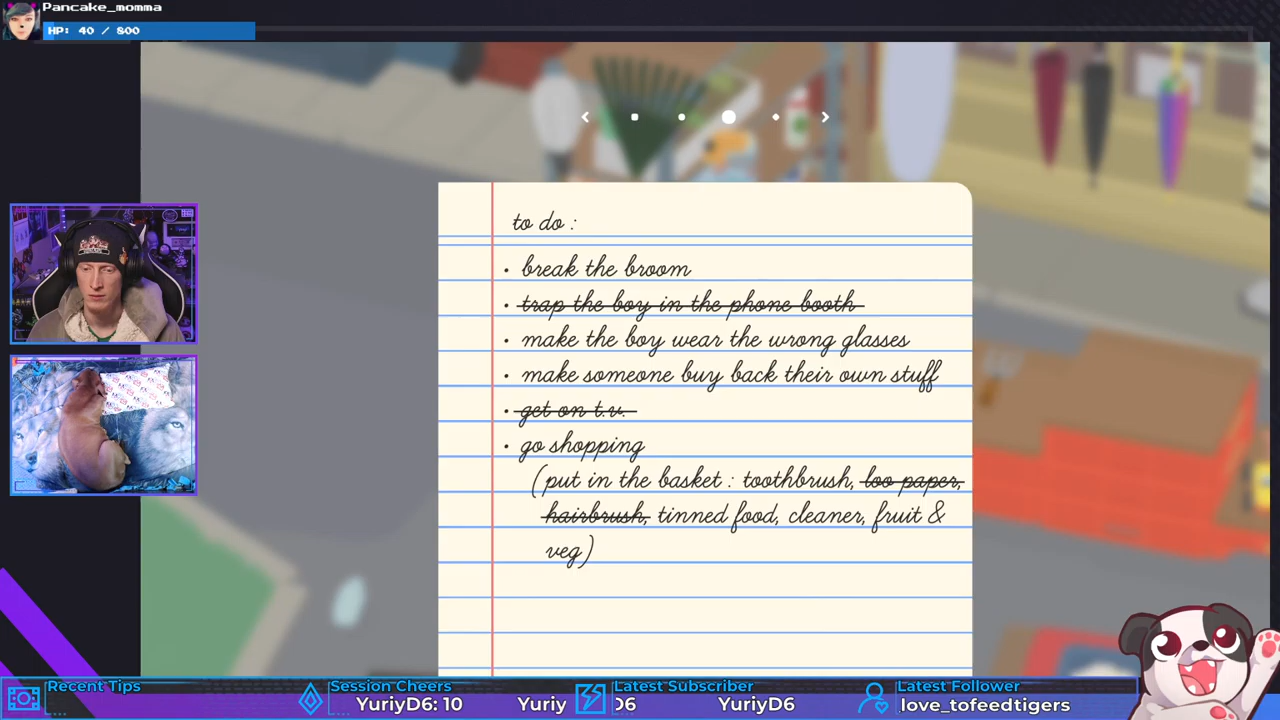 Pancake_momma
HP: 40 / 800
to do :
• break the broom
• trap the boy in the phone booth
• make the boy wear the wrong glasses
• make someone buy back their own stuff
• get on t.v.
• go shopping
(put in the basket : toothbrush, loo paper,
hairbrush, tinned food, cleaner, fruit &
veg)
Recent Tips
Session Cheers
YuriyD6: 10 Yuriy
Latest Subscriber
D6 YuriyD6
Latest Follower
love_tofeedtigers